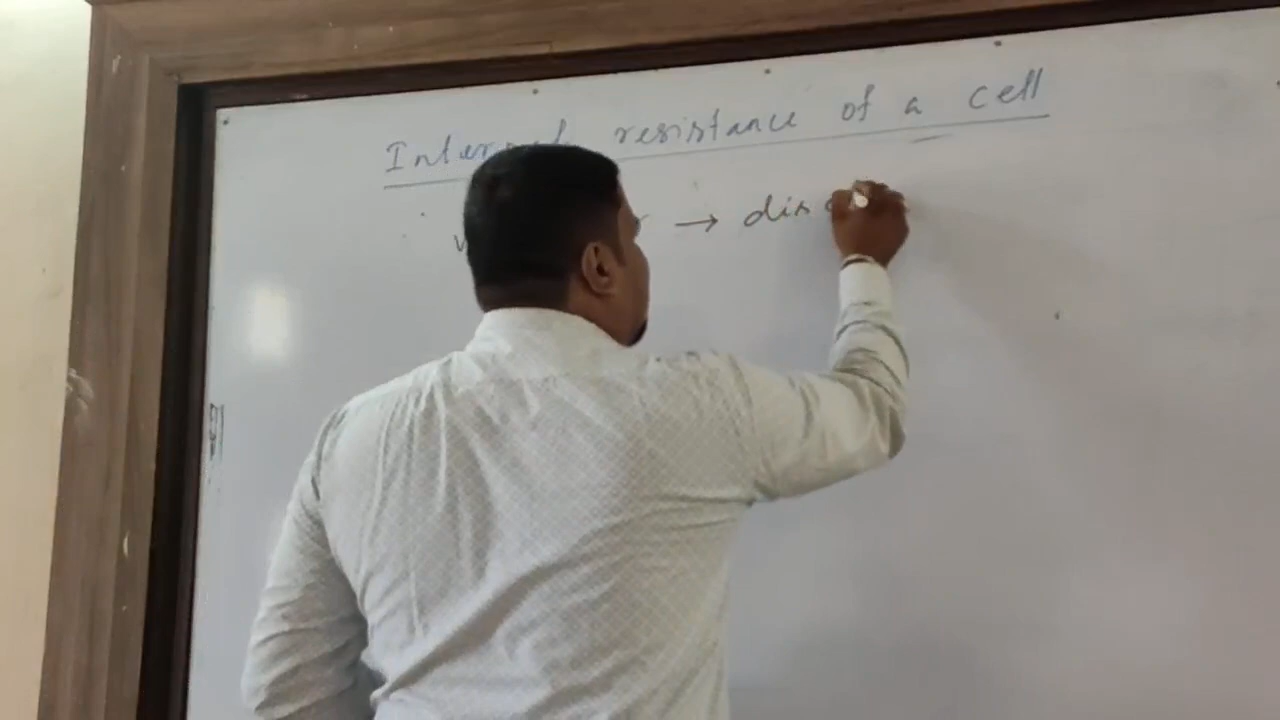 Internal resistance of a cell
→ dis